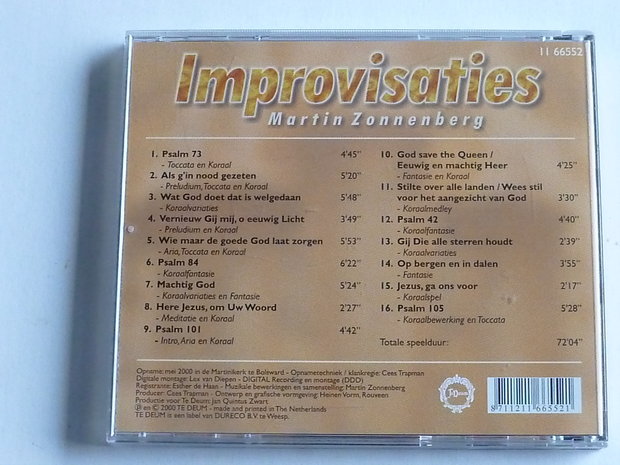 11 66552
Improvisaties
Martin Zonnenberg
1. Psalm 73 4'45"
- Toccata en Koraal
2. Als g'in nood gezeten 5'20"
- Preludium, Toccata en Koraal
3. Wat God doet dat is welgedaan 5'48"
- Koraalvariaties
4. Vernieuw Gij mij, o eeuwig Licht 3'49"
- Preludium en Koraal
5. Wie maar de goede God laat zorgen 5'53"
- Aria, Toccata en Koraal
6. Psalm 84 6'22"
- Koraalfantasie
7. Machtig God 5'24"
- Koraalvariaties en Fantasie
8. Here Jezus, om Uw Woord 2'27"
- Meditatie en Koraal
9. Psalm 101 4'42"
- Intro, Aria en Koraal
10. God save the Queen /
Eeuwig en machtig Heer 4'25"
- Fantasie en Koraal
11. Stilte over alle landen / Wees stil
voor het aangezicht van God 3'30"
- Koraalmedley
12. Psalm 42 4'40"
- Koraalfantasie
13. Gij Die alle sterren houdt 2'39"
- Koraalvariaties
14. Op bergen en in dalen 3'55"
- Fantasie
15. Jezus, ga ons voor 2'17"
- Koraalspel
16. Psalm 105 5'28"
- Koraalbewerking en Toccata
Totale speelduur: 72'04"
Opname: mei 2000 in de Martinikerk te Bolsward - Opnametechniek / klankregie: Cees Trapman
Digitale montage: Lex van Diepen - DIGITAL Recording en montage (DDD)
Registrante: Esther de Haan - Muzikale bewerkingen en samenstelling: Martin Zonnenberg
Producer: Cees Trapman - Ontwerp en grafische vormgeving: Heinen Vorm, Rouveen
Productie voor Te Deum: Jan Quintus Zwart
℗ en © 2000 TE DEUM - made and printed in The Netherlands
TE DEUM is een label van DURECO B.V. te Weesp.
Te Deum
8 711211 665521